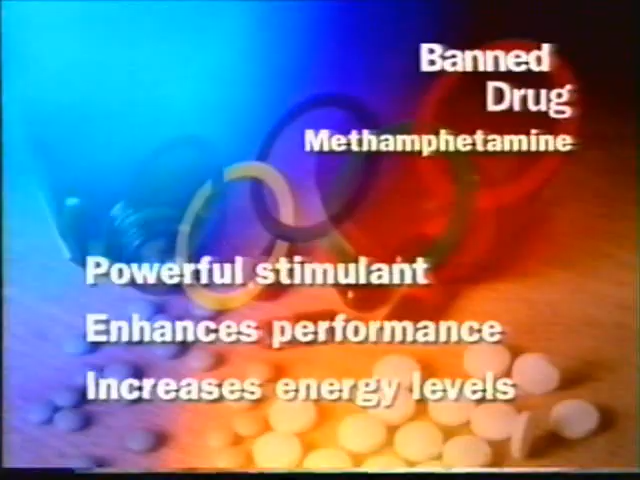 Banned
Drug
Methamphetamine
Powerful stimulant
Enhances performance
Increases energy levels